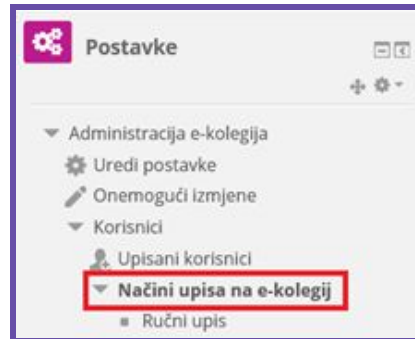 Postavke
Administracija e-kolegija
Uredi postavke
Onemogući izmjene
Korisnici
Upisani korisnici
Načini upisa na e-kolegij
Ručni upis